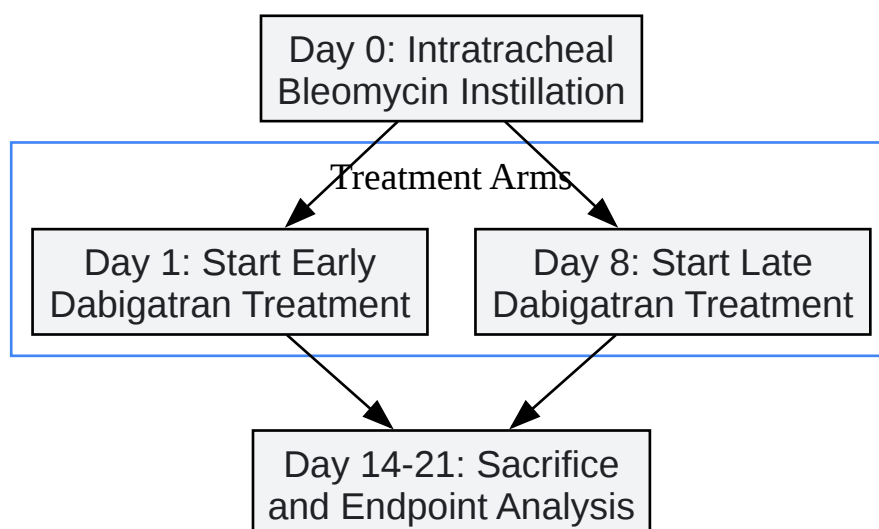 Day 0: Intratracheal
Bleomycin Instillation
Treatment Arms
Day 1: Start Early
Dabigatran Treatment
Day 8: Start Late
Dabigatran Treatment
Day 14-21: Sacrifice
and Endpoint Analysis